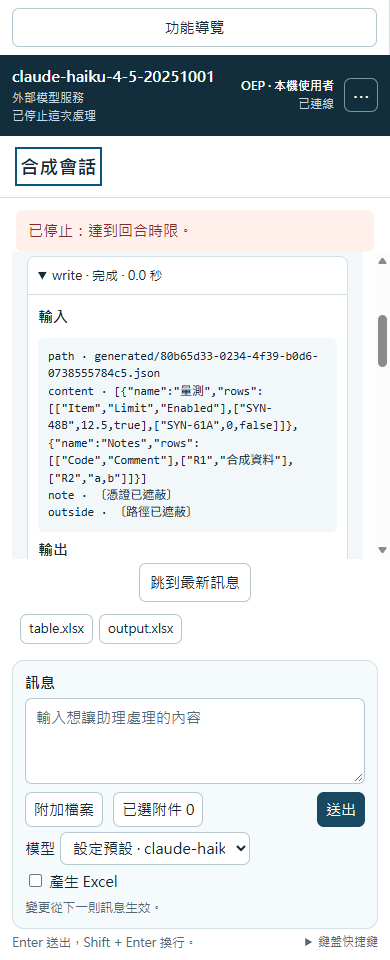 功能導覽
claude-haiku-4-5-20251001
外部模型服務
已停止這次處理
OEP · 本機使用者
已連線
...
合成會話
已停止：達到回合時限。
▼ write · 完成 · 0.0 秒
輸入
path · generated/80b65d33-0234-4f39-b0d6-
0738555784c5.json
content · [{"name":"量測","rows":
[["Item","Limit","Enabled"],["SYN-
48B",12.5,true],["SYN-61A",0,false]]},
{"name":"Notes","rows":
[["Code","Comment"],["R1","合成資料"],
["R2","a,b"]]}]
note · 〔憑證已遮蔽〕
outside · 〔路徑已遮蔽〕
輸出
跳到最新訊息
table.xlsx
output.xlsx
訊息
輸入想讓助理處理的內容
附加檔案
已選附件 0
送出
模型
設定預設 · claude-haik
產生 Excel
變更從下一則訊息生效。
Enter 送出，Shift + Enter 換行。
▶ 鍵盤快捷鍵